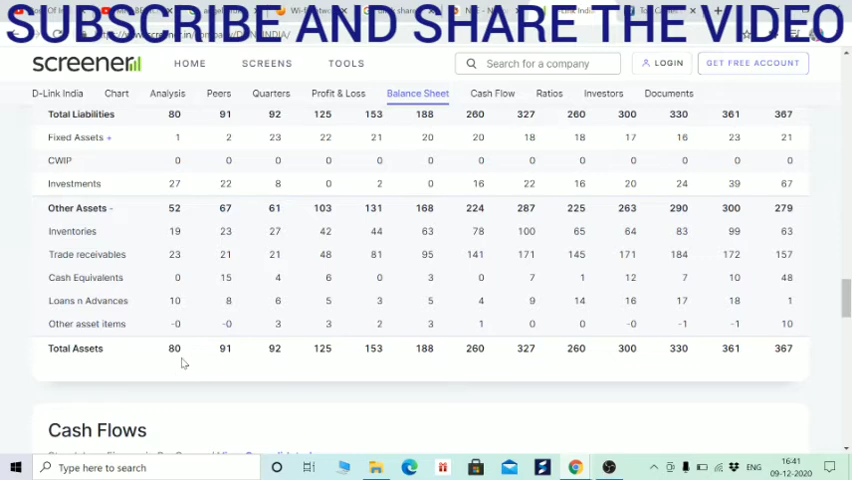 SUBSCRIBE AND SHARE THE VIDEO
screener
HOME
SCREENS
TOOLS
Search for a company
LOGIN
GET FREE ACCOUNT
D-Link India Chart Analysis Peers Quarters Profit & Loss Balance Sheet Cash Flow Ratios Investors Documents
Total Liabilities 80 91 92 125 153 188 260 327 260 300 330 361 367
Fixed Assets + 1 2 23 22 21 20 20 18 18 17 16 23 21
CWIP 0 0 0 0 0 0 0 0 0 0 0 0 0
Investments 27 22 8 0 2 0 16 22 16 20 24 39 67
Other Assets - 52 67 61 103 131 168 224 287 225 263 290 300 279
Inventories 19 23 27 42 44 63 78 100 65 64 83 99 63
Trade receivables 23 21 21 48 81 95 141 171 145 171 184 172 157
Cash Equivalents 0 15 4 6 0 3 0 7 1 12 7 10 48
Loans n Advances 10 8 6 5 3 5 4 9 14 16 17 18 1
Other asset items -0 -0 3 3 2 3 1 0 0 -0 -1 -1 10
Total Assets 80 91 92 125 153 188 260 327 260 300 330 361 367
Cash Flows
Type here to search
ENG
16:41
09-12-2020